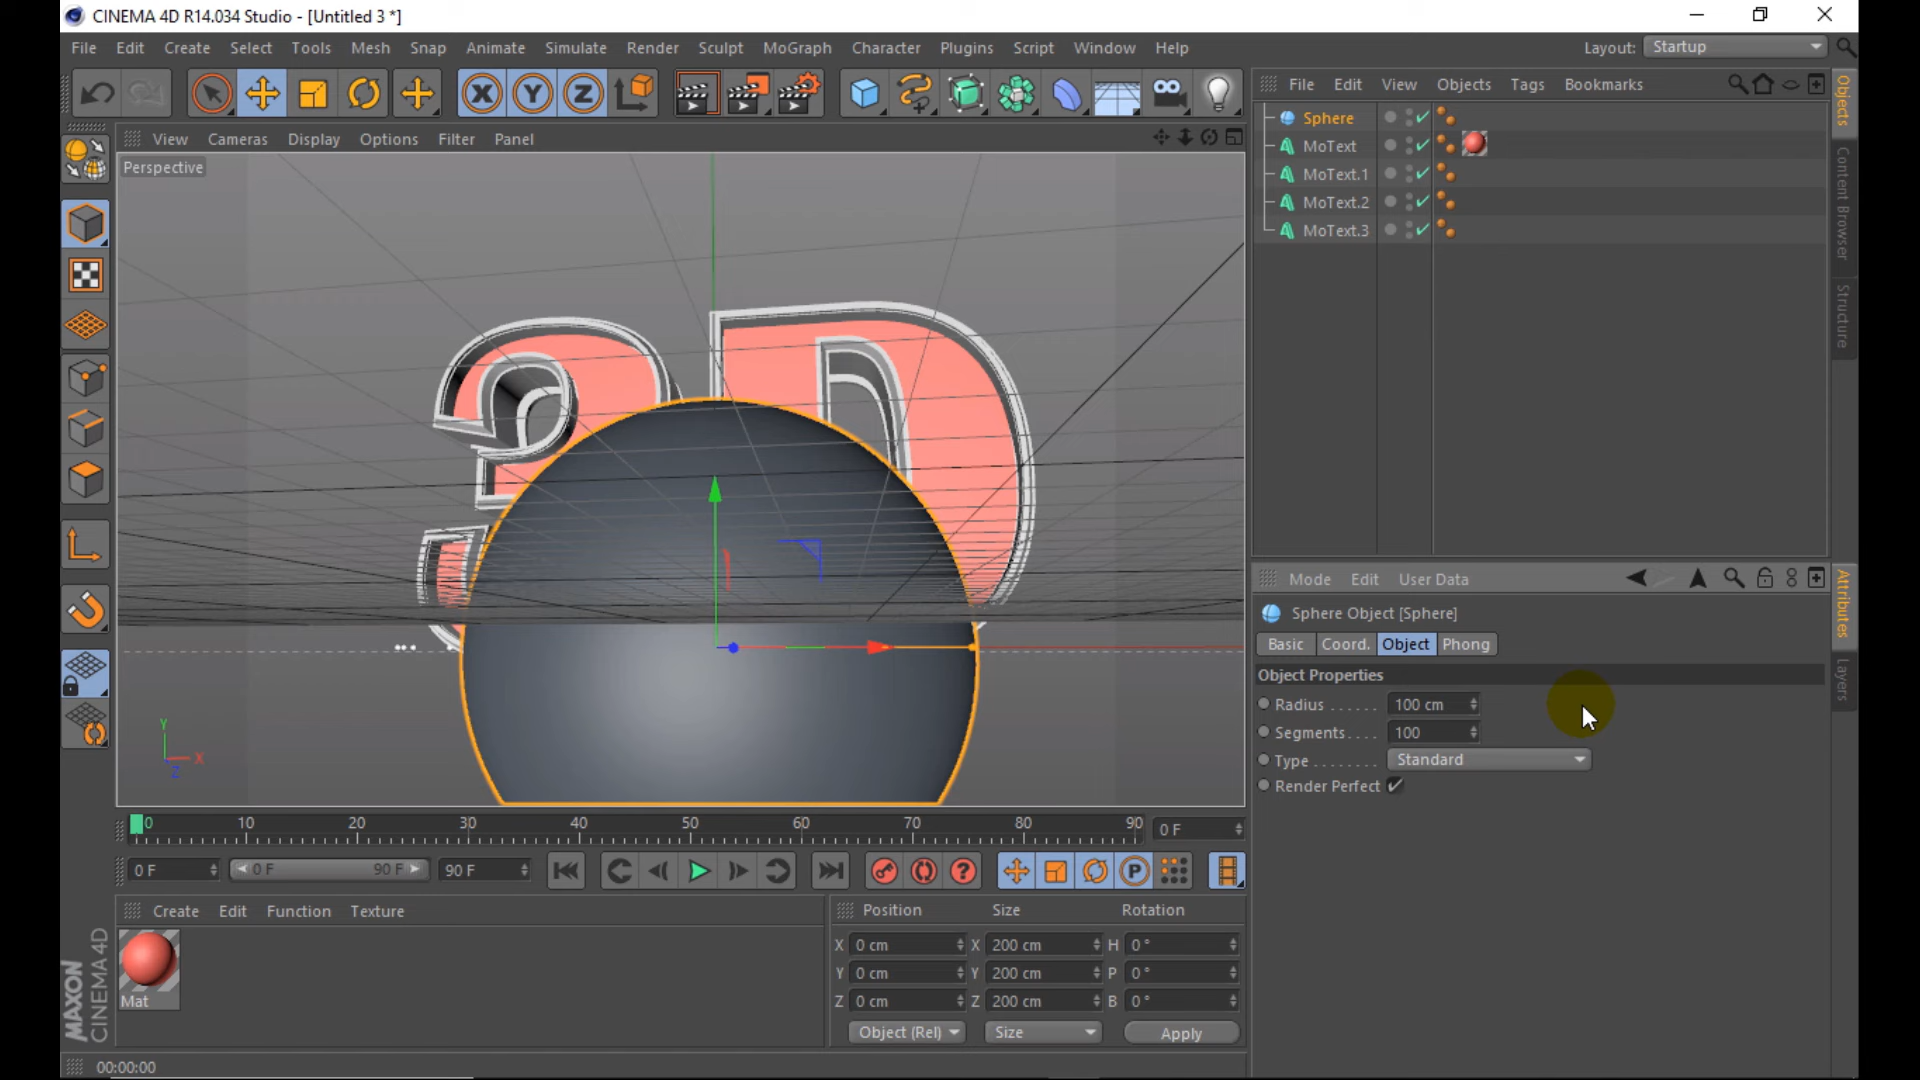 CINEMA 4D R14.034 Studio - [Untitled 3 *]
File Edit Create Select Tools Mesh Snap Animate Simulate Render Sculpt MoGraph Character Plugins Script Window Help
Layout: Startup
X Y Z
File Edit View Objects Tags Bookmarks
View Cameras Display Options Filter Panel
Perspective
Sphere
MoText
MoText.1
MoText.2
MoText.3
Objects
Content Browser
Structure
3D
Y
X
Z
Mode Edit User Data
Sphere Object [Sphere]
Basic Coord. Object Phong
Object Properties
Radius ...... 100 cm
Segments.... 100
Type ........ Standard
Render Perfect
Attributes
Layers
0 10 20 30 40 50 60 70 80 90 0 F
0 F 0 F 90 F 90 F
P
Create Edit Function Texture
Mat
Position Size Rotation
X 0 cm X 200 cm H 0 °
Y 0 cm Y 200 cm P 0 °
Z 0 cm Z 200 cm B 0 °
Object (Rel) Size Apply
MAXON
CINEMA 4D
00:00:00